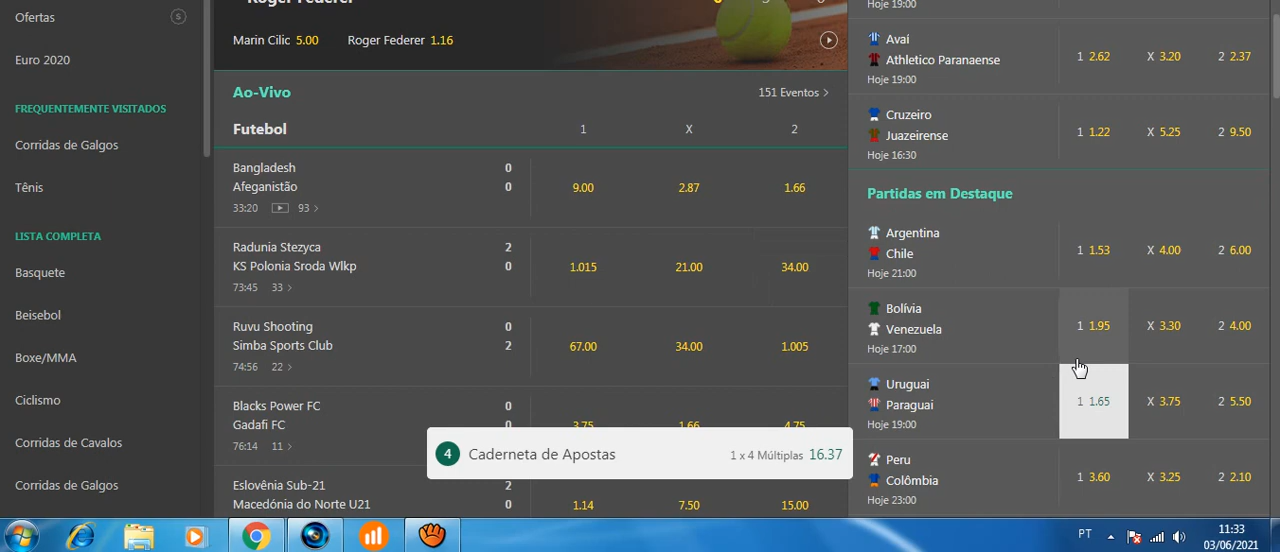 Ofertas S
Euro 2020
FREQUENTEMENTE VISITADOS
Corridas de Galgos
Tênis
LISTA COMPLETA
Basquete
Beisebol
Boxe/MMA
Ciclismo
Corridas de Cavalos
Corridas de Galgos
Roger Federer
Marin Cilic 5.00 Roger Federer 1.16
Ao-Vivo 151 Eventos >
Futebol 1 X 2
Bangladesh 0
Afeganistão 0
9.00 2.87 1.66
33:20 93 >
Radunia Stezyca 2
KS Polonia Sroda Wlkp 0
1.015 21.00 34.00
73:45 33 >
Ruvu Shooting 0
Simba Sports Club 2
67.00 34.00 1.005
74:56 22 >
Blacks Power FC 0
Gadafi FC 0
3.75 1.66 4.75
76:14 11 >
4 Caderneta de Apostas 1 x 4 Múltiplas 16.37
Eslovênia Sub-21 2
Macedónia do Norte U21 0
1.14 7.50 15.00
Hoje 19:00
Avaí
Athletico Paranaense
1 2.62 X 3.20 2 2.37
Hoje 19:00
Cruzeiro
Juazeirense
1 1.22 X 5.25 2 9.50
Hoje 16:30
Partidas em Destaque
Argentina
Chile
1 1.53 X 4.00 2 6.00
Hoje 21:00
Bolívia
Venezuela
1 1.95 X 3.30 2 4.00
Hoje 17:00
Uruguai
Paraguai
1 1.65 X 3.75 2 5.50
Hoje 19:00
Peru
Colômbia
1 3.60 X 3.25 2 2.10
Hoje 23:00
PT 11:33
03/06/2021